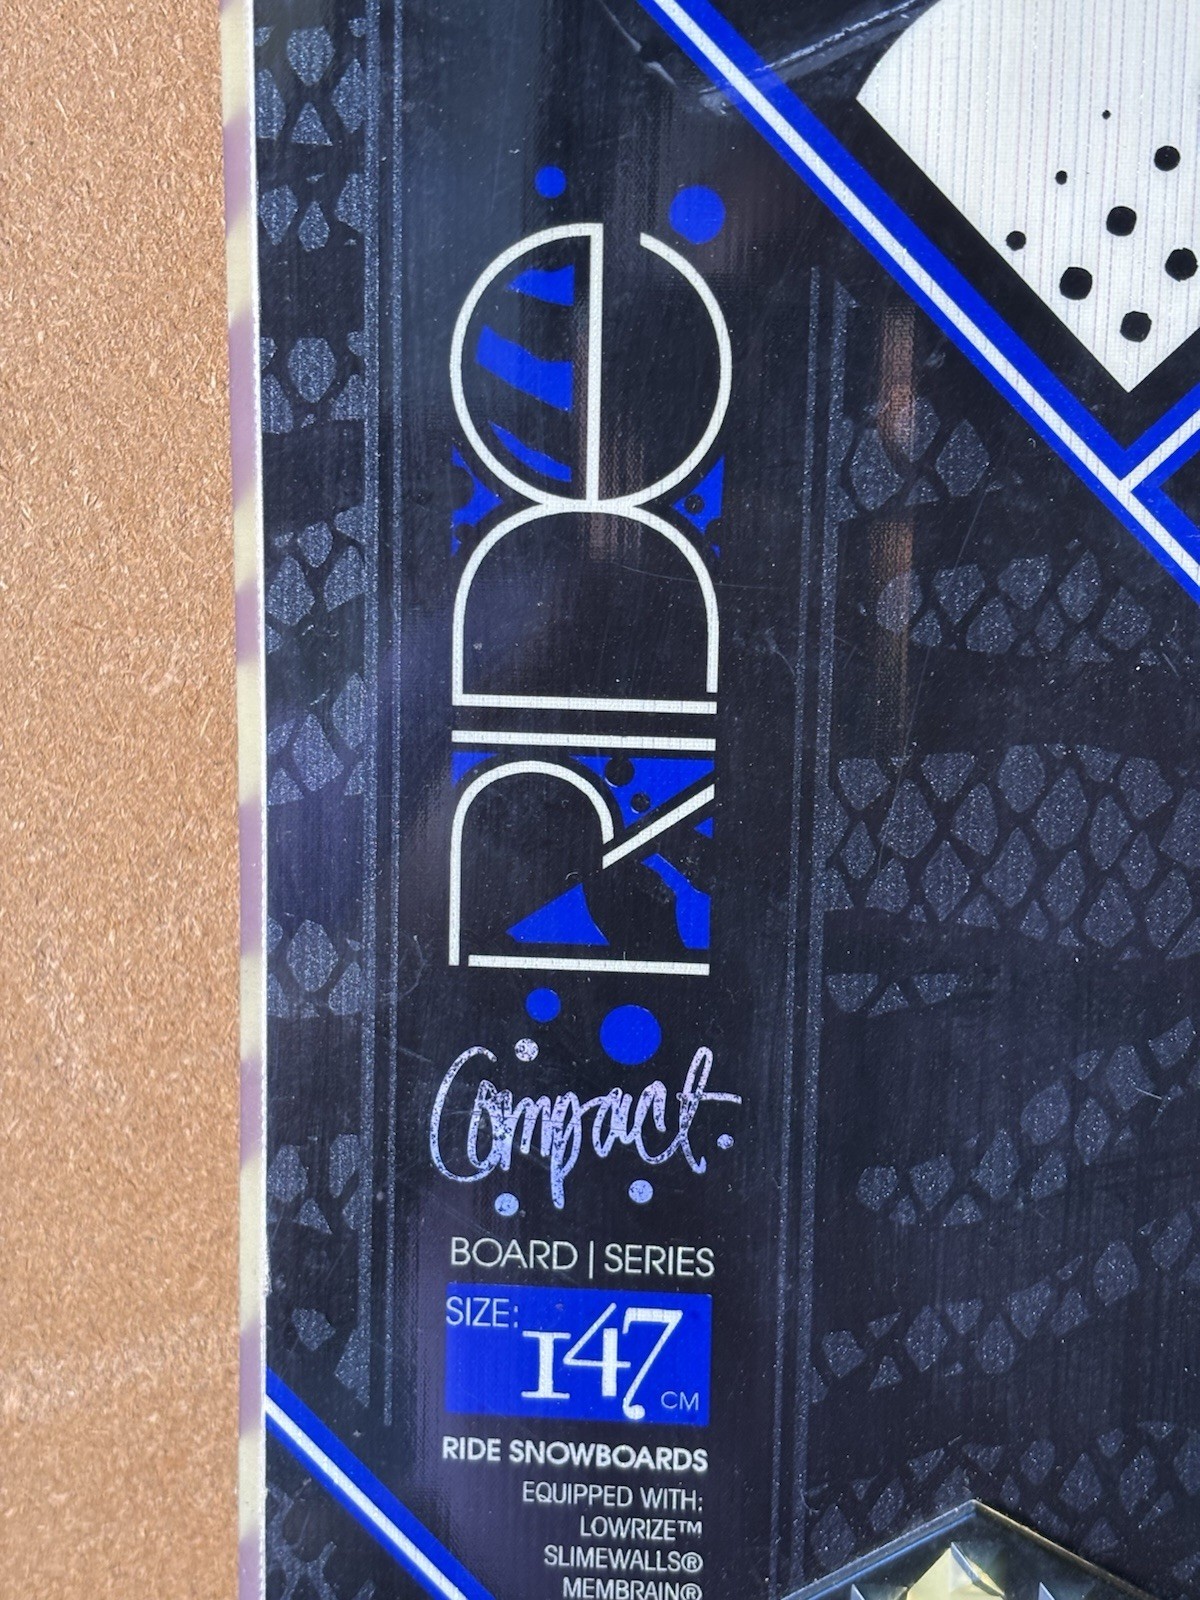 RIDE
Compact.
BOARD | SERIES
SIZE: 147 CM
RIDE SNOWBOARDS
EQUIPPED WITH:
LOWRIZE™
SLIMEWALLS®
MEMBRAIN®